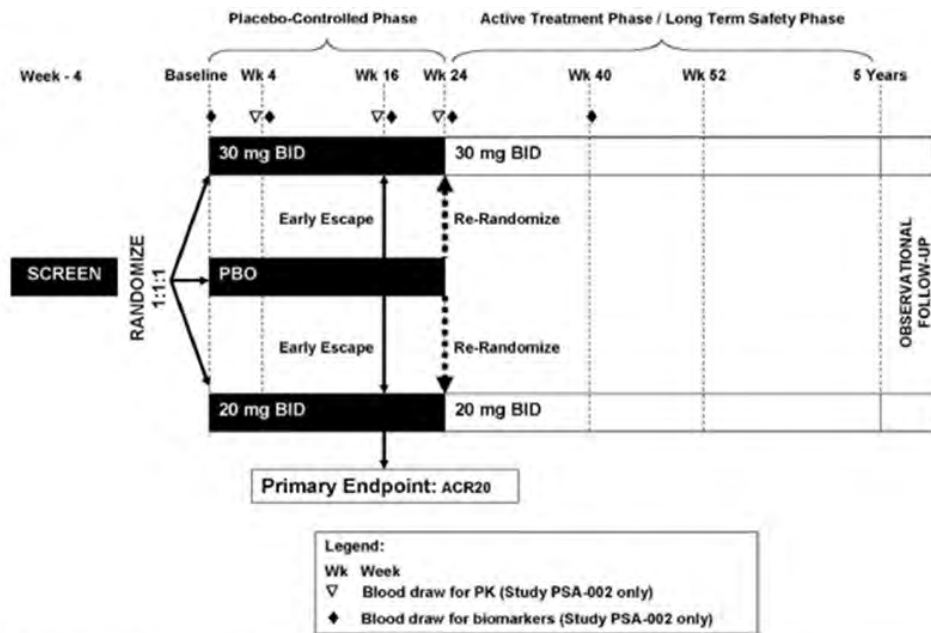 Placebo-Controlled Phase
Active Treatment Phase / Long Term Safety Phase
Week - 4
Baseline
Wk 4
Wk 16
Wk 24
Wk 40
Wk 52
5 Years
30 mg BID
30 mg BID
Early Escape
Re-Randomize
SCREEN
RANDOMIZE
1:1:1
PBO
OBSERVATIONAL
FOLLOW-UP
Early Escape
Re-Randomize
20 mg BID
20 mg BID
Primary Endpoint: ACR20
Legend:
Wk Week
▽ Blood draw for PK (Study PSA-002 only)
♦ Blood draw for biomarkers (Study PSA-002 only)